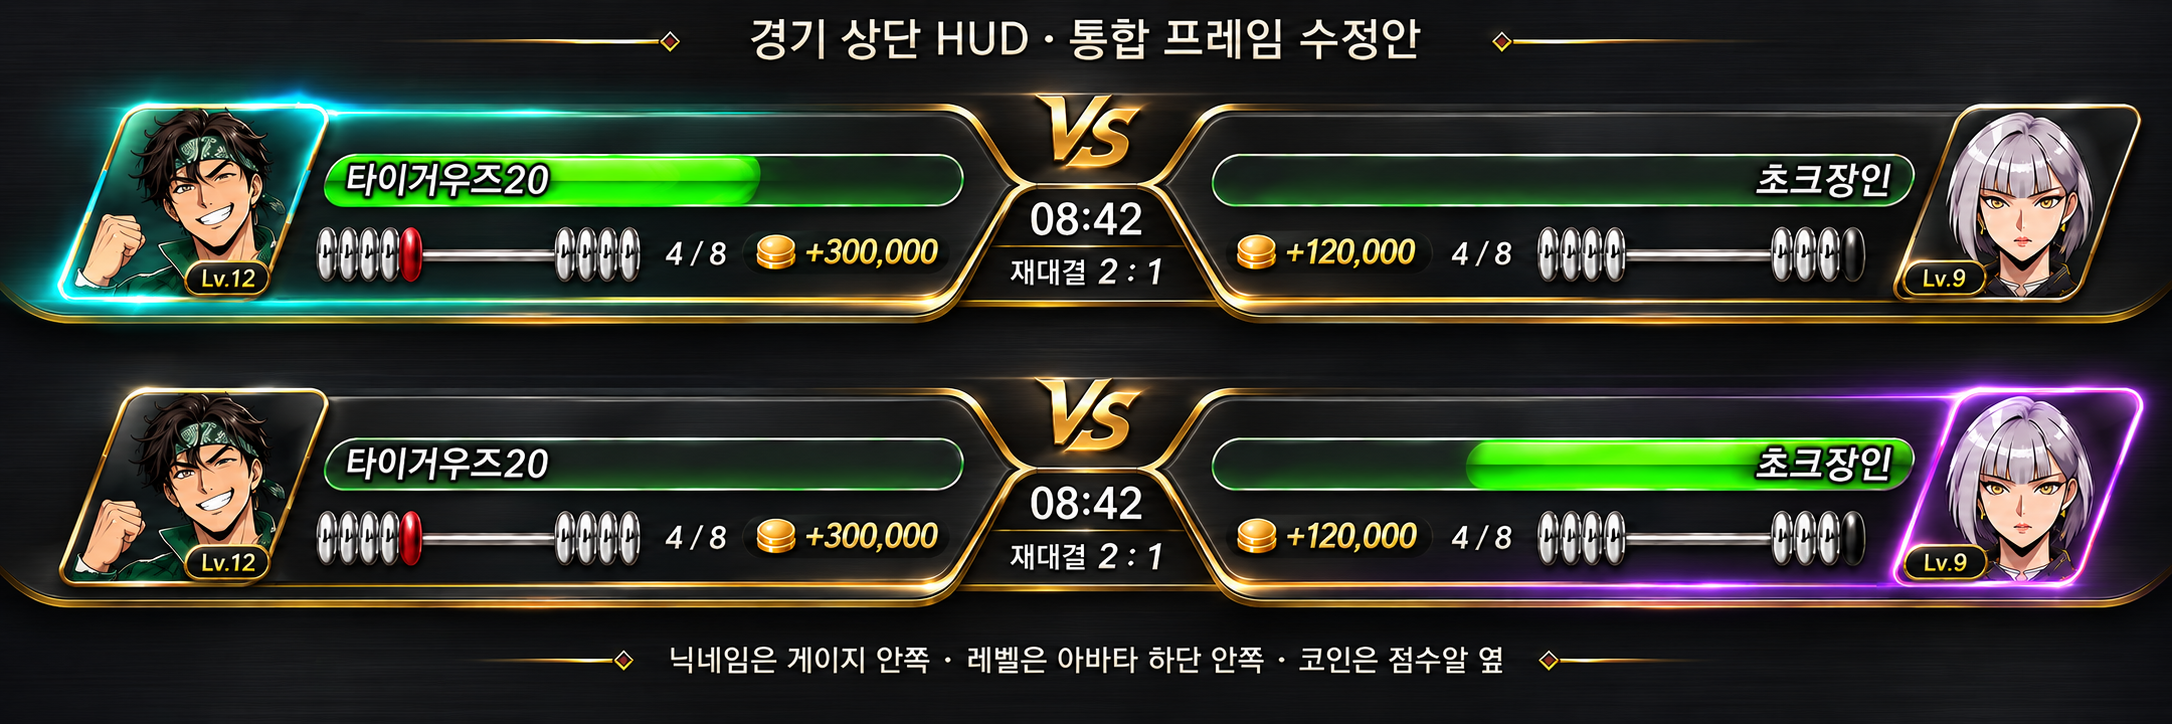 경기 상단 HUD · 통합 프레임 수정안
VS
타이거우즈20
초크장인
08:42
4 / 8
+300,000
+120,000
4 / 8
재대결 2 : 1
Lv.12
Lv.9
VS
타이거우즈20
초크장인
08:42
4 / 8
+300,000
+120,000
4 / 8
재대결 2 : 1
Lv.12
Lv.9
닉네임은 게이지 안쪽 · 레벨은 아바타 하단 안쪽 · 코인은 점수알 옆